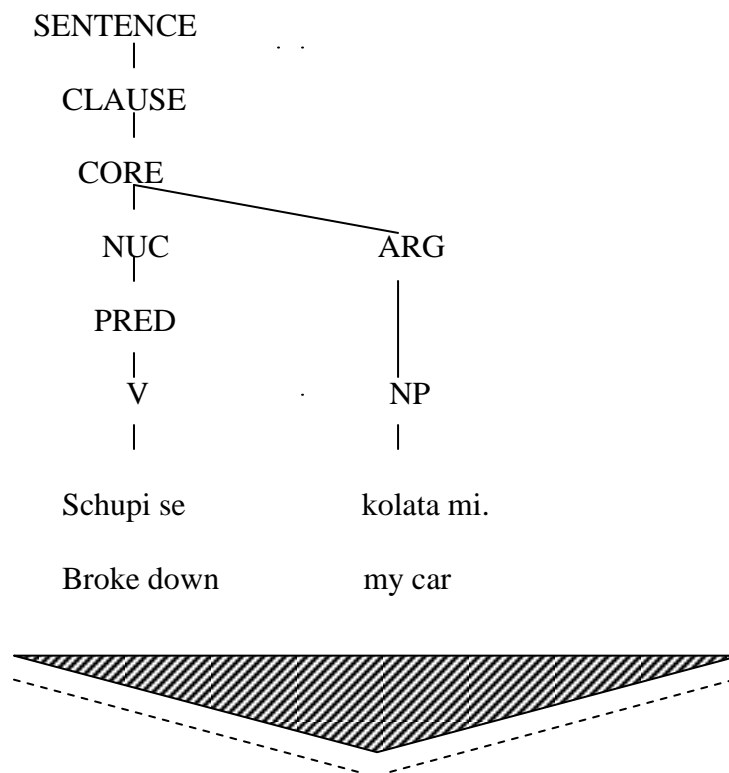 SENTENCE
CLAUSE
CORE
NUC ARG
PRED
V NP
Schupi se kolata mi.
Broke down my car